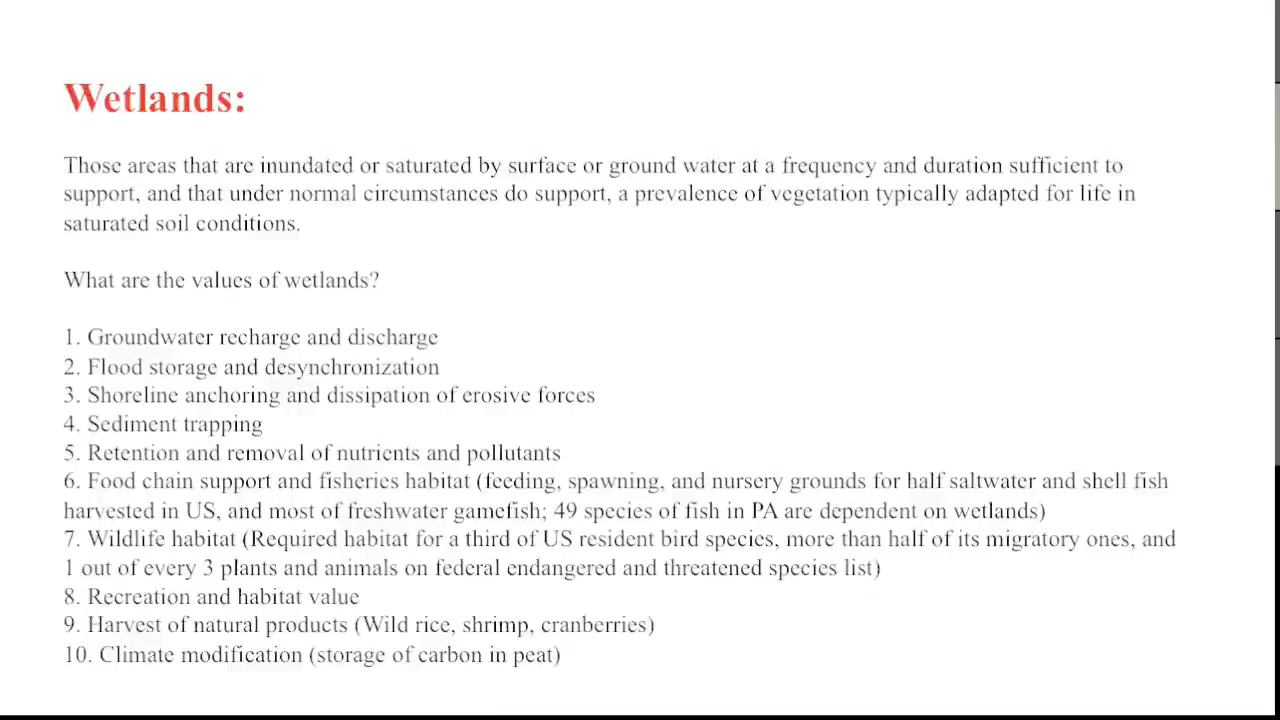 Wetlands:
Those areas that are inundated or saturated by surface or ground water at a frequency and duration sufficient to
support, and that under normal circumstances do support, a prevalence of vegetation typically adapted for life in
saturated soil conditions.
What are the values of wetlands?
1. Groundwater recharge and discharge
2. Flood storage and desynchronization
3. Shoreline anchoring and dissipation of erosive forces
4. Sediment trapping
5. Retention and removal of nutrients and pollutants
6. Food chain support and fisheries habitat (feeding, spawning, and nursery grounds for half saltwater and shell fish
harvested in US, and most of freshwater gamefish; 49 species of fish in PA are dependent on wetlands)
7. Wildlife habitat (Required habitat for a third of US resident bird species, more than half of its migratory ones, and
1 out of every 3 plants and animals on federal endangered and threatened species list)
8. Recreation and habitat value
9. Harvest of natural products (Wild rice, shrimp, cranberries)
10. Climate modification (storage of carbon in peat)